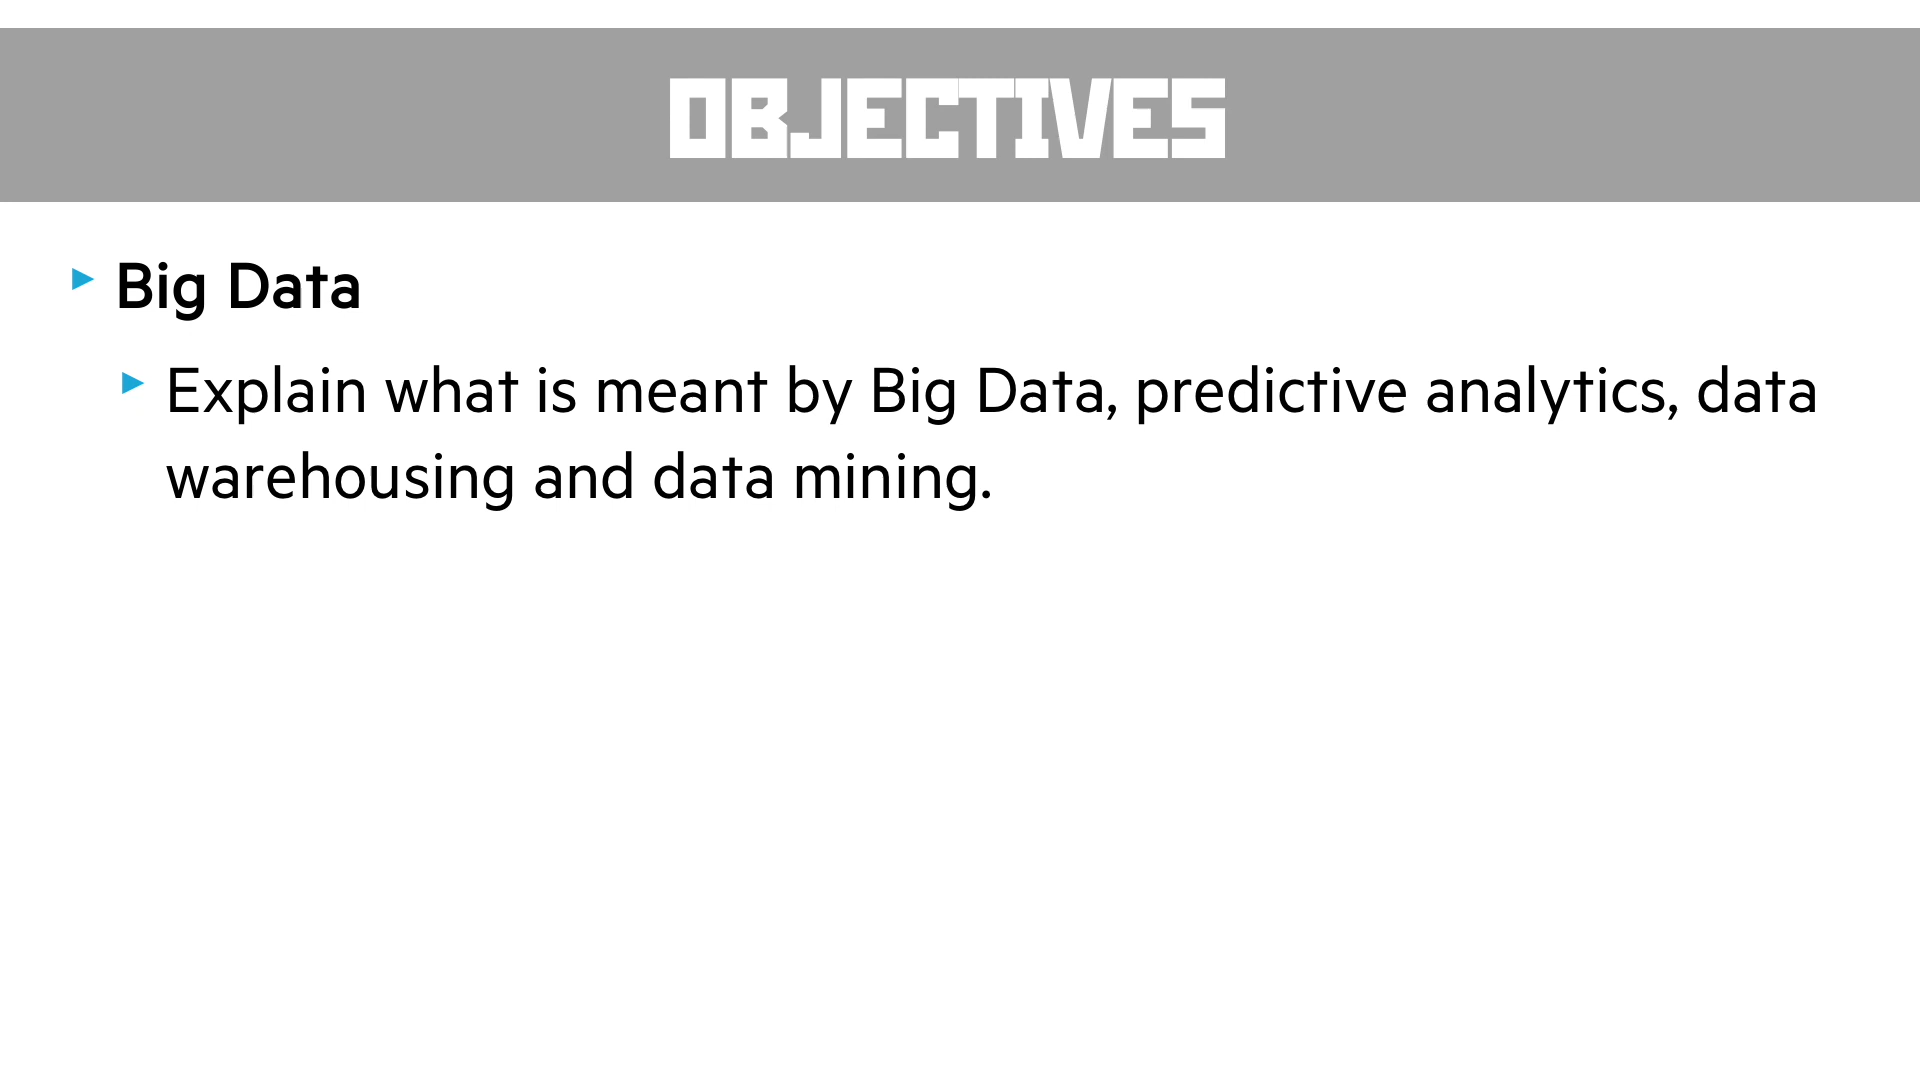 OBJECTIVES
Big Data
Explain what is meant by Big Data, predictive analytics, data
warehousing and data mining.